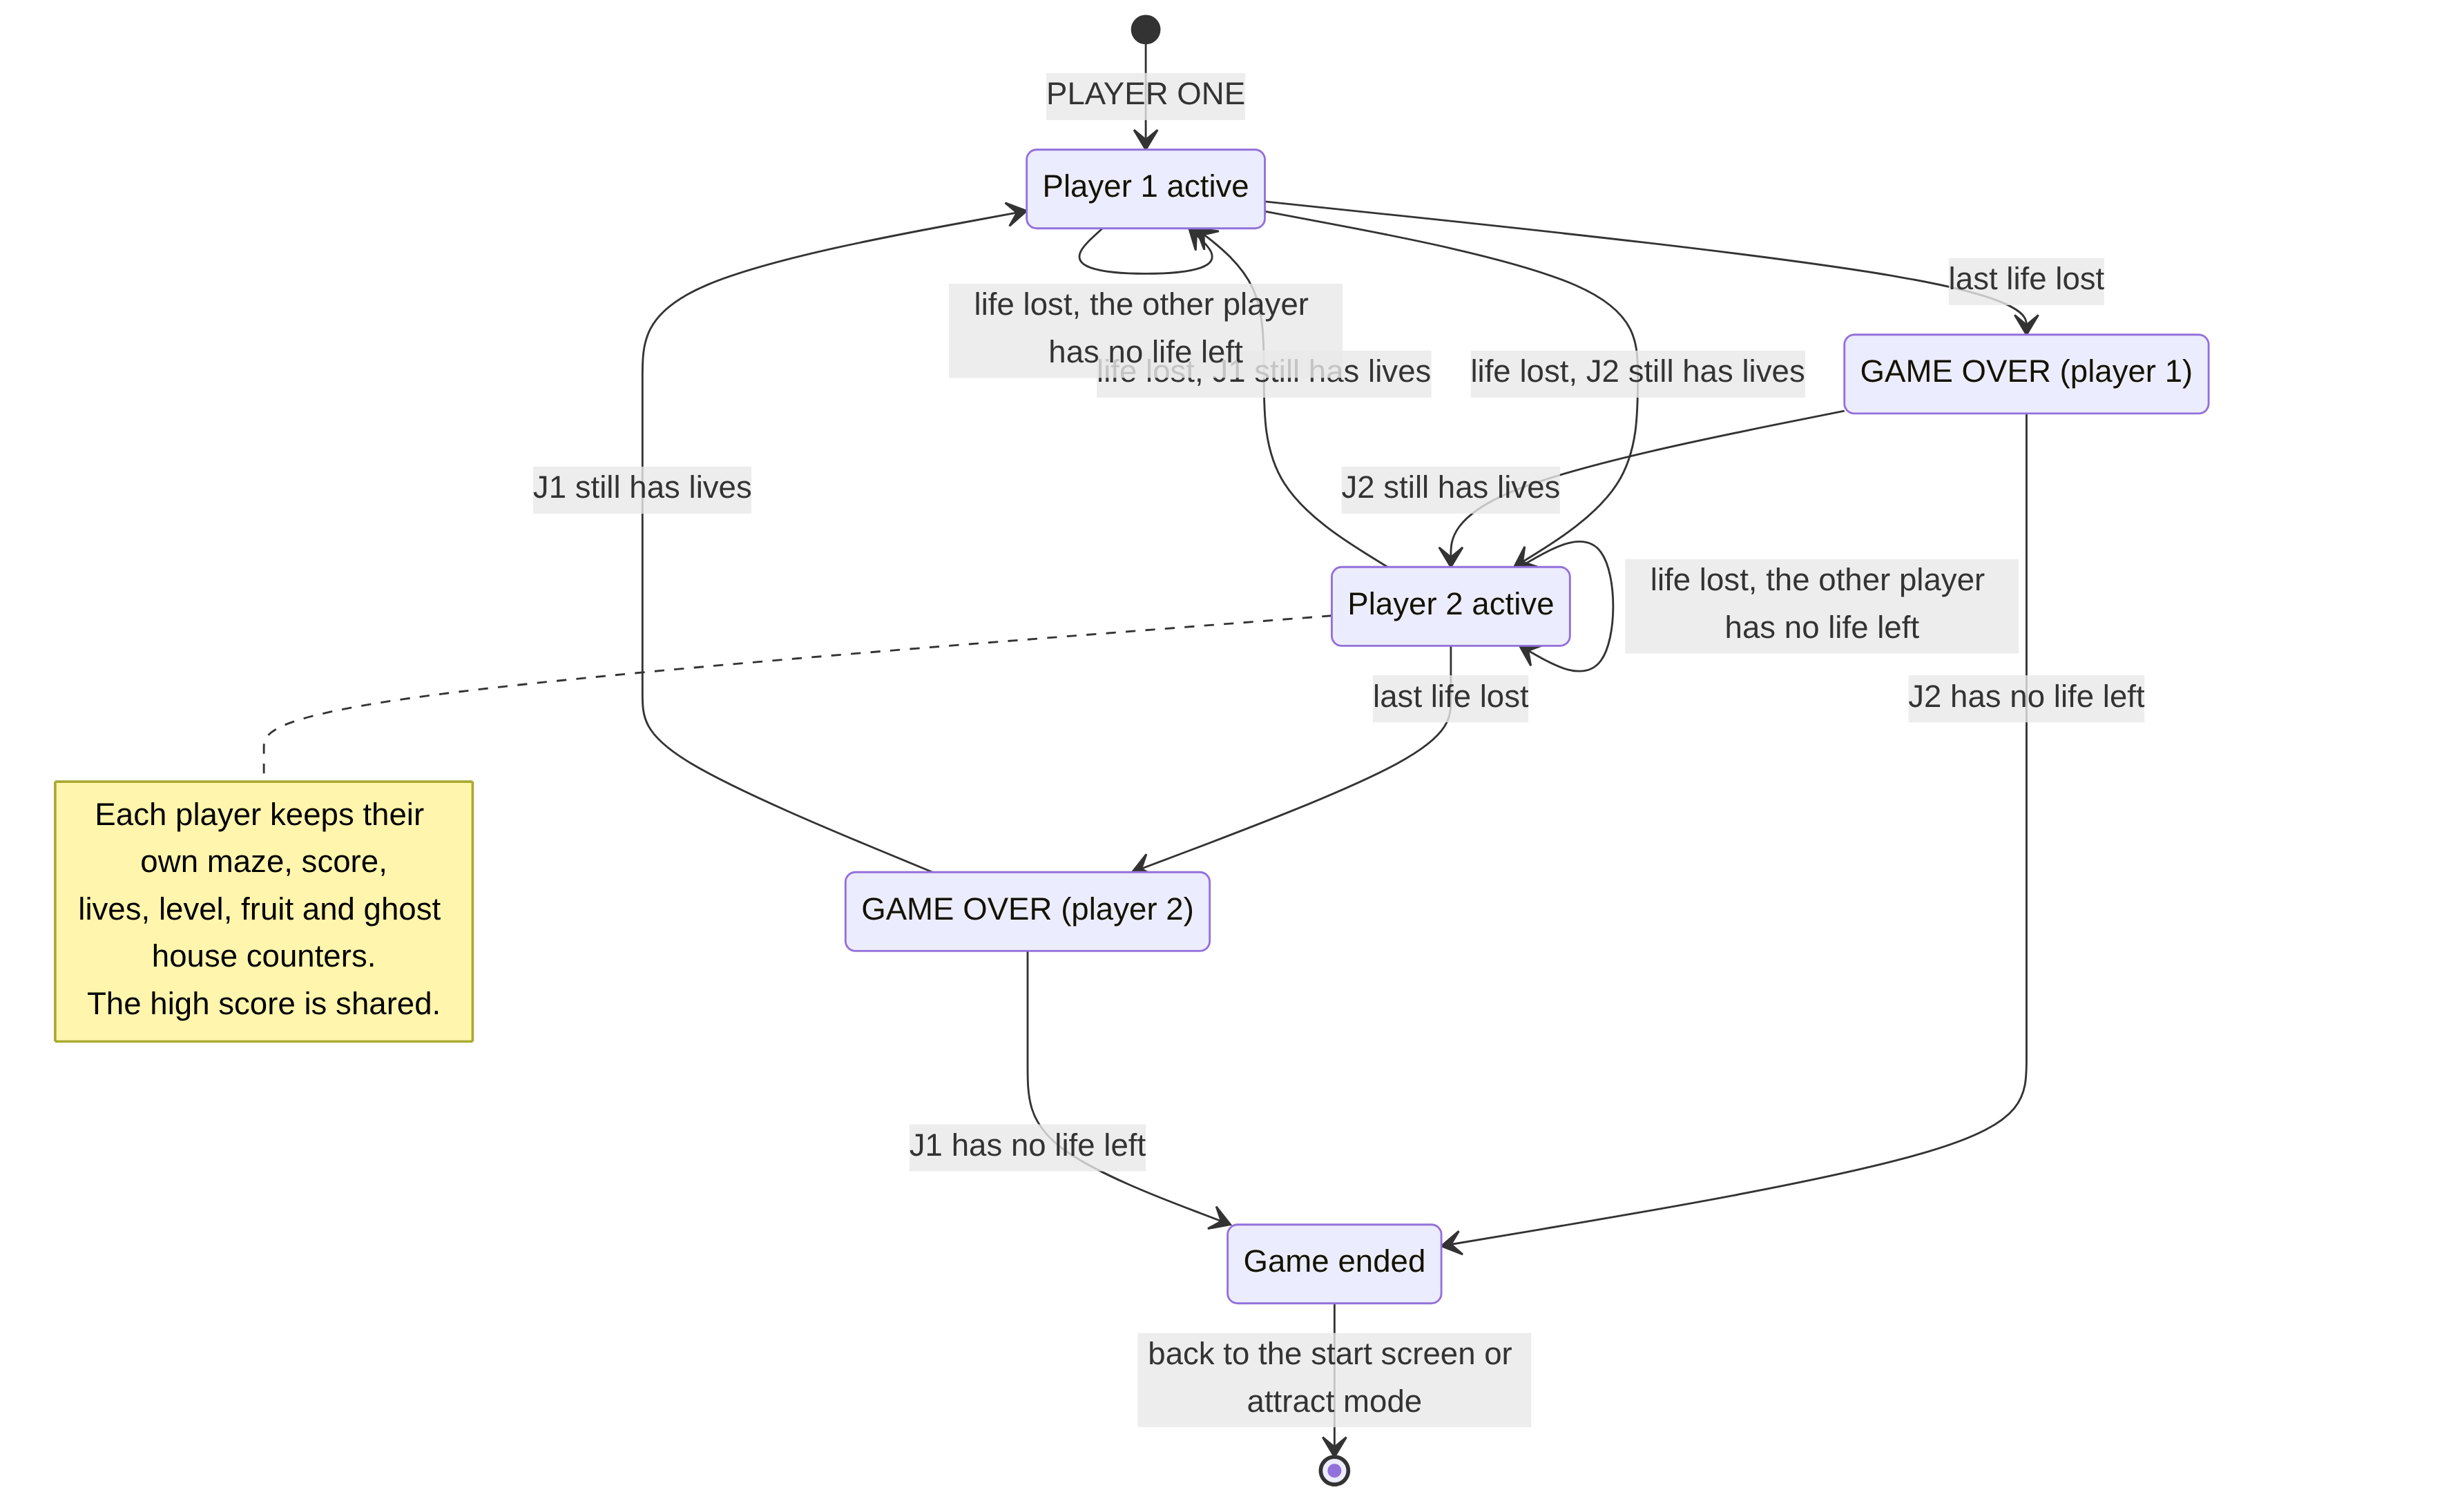 PLAYER ONE
Player 1 active
last life lost
life lost, the other player
has no life left
life lost, J1 still has lives
life lost, J2 still has lives
GAME OVER (player 1)
J1 still has lives
J2 still has lives
life lost, the other player
has no life left
Player 2 active
last life lost
J2 has no life left
Each player keeps their
own maze, score,
lives, level, fruit and ghost
house counters.
The high score is shared.
GAME OVER (player 2)
J1 has no life left
Game ended
back to the start screen or
attract mode